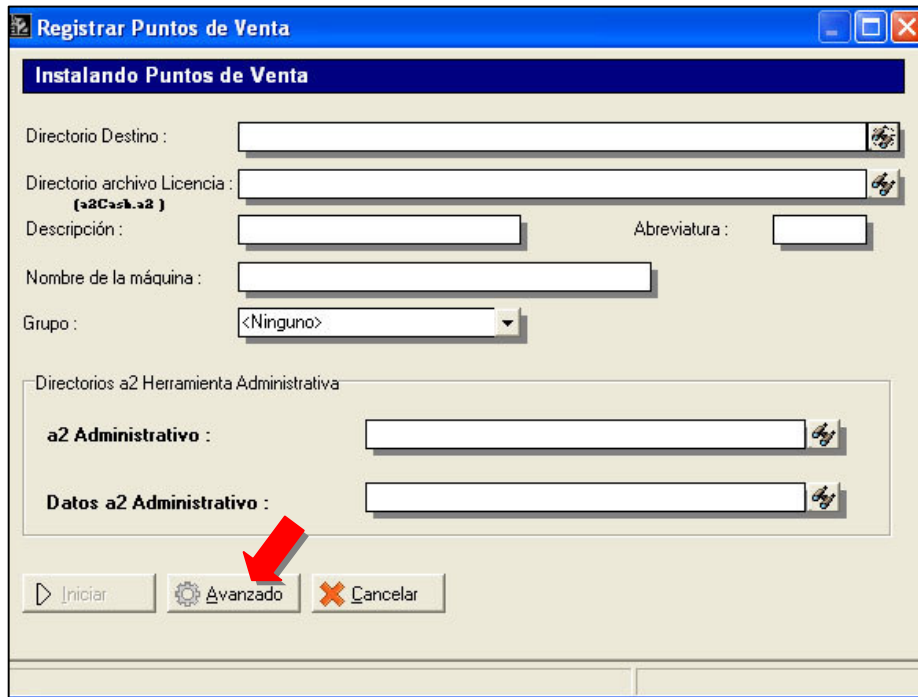 Registrar Puntos de Venta
Instalando Puntos de Venta
Directorio Destino :
Directorio archivo Licencia :
(a2Cash.a2 )
Descripción :
Abreviatura :
Nombre de la máquina :
Grupo :
<Ninguno>
Directorios a2 Herramienta Administrativa
a2 Administrativo :
Datos a2 Administrativo :
Iniciar
Avanzado
Cancelar